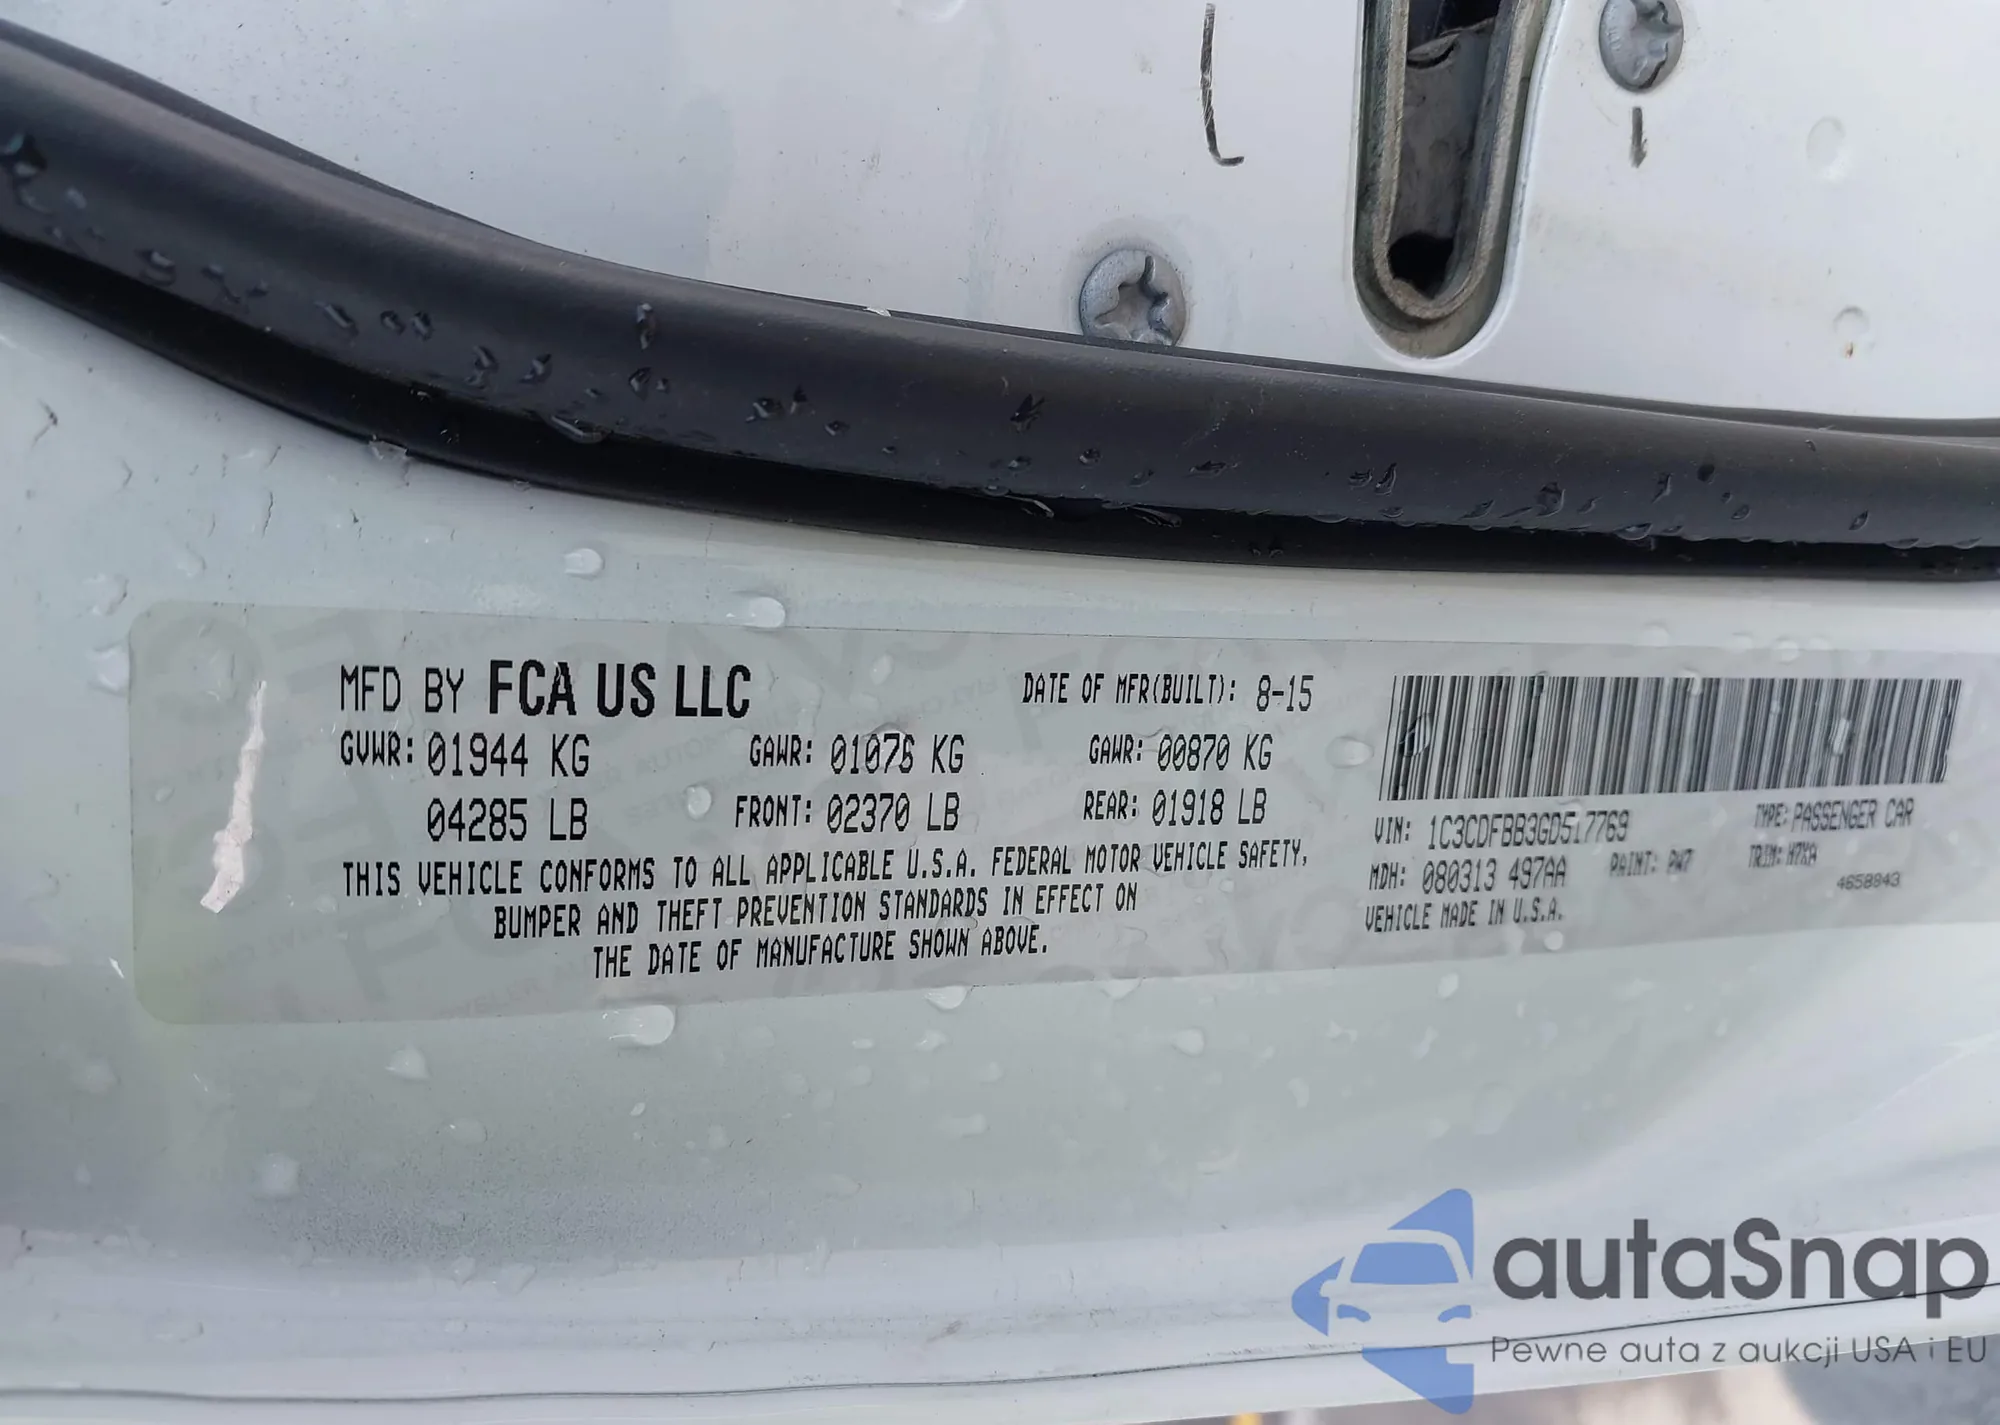 MFD BY FCA US LLC DATE OF MFR(BUILT): 8-15
GVWR: 01944 KG GAWR: 01076 KG GAWR: 00870 KG
04285 LB FRONT: 02370 LB REAR: 01918 LB
THIS VEHICLE CONFORMS TO ALL APPLICABLE U.S.A. FEDERAL MOTOR VEHICLE SAFETY,
BUMPER AND THEFT PREVENTION STANDARDS IN EFFECT ON
THE DATE OF MANUFACTURE SHOWN ABOVE.
VIN: 1C3CDFBB3GD517769 TYPE: PASSENGER CAR
MDH: 080313 497AA PAINT: PW7 TRIM:
4658943
VEHICLE MADE IN U.S.A.
autaSnap
Pewne auta z aukcji USA i EU